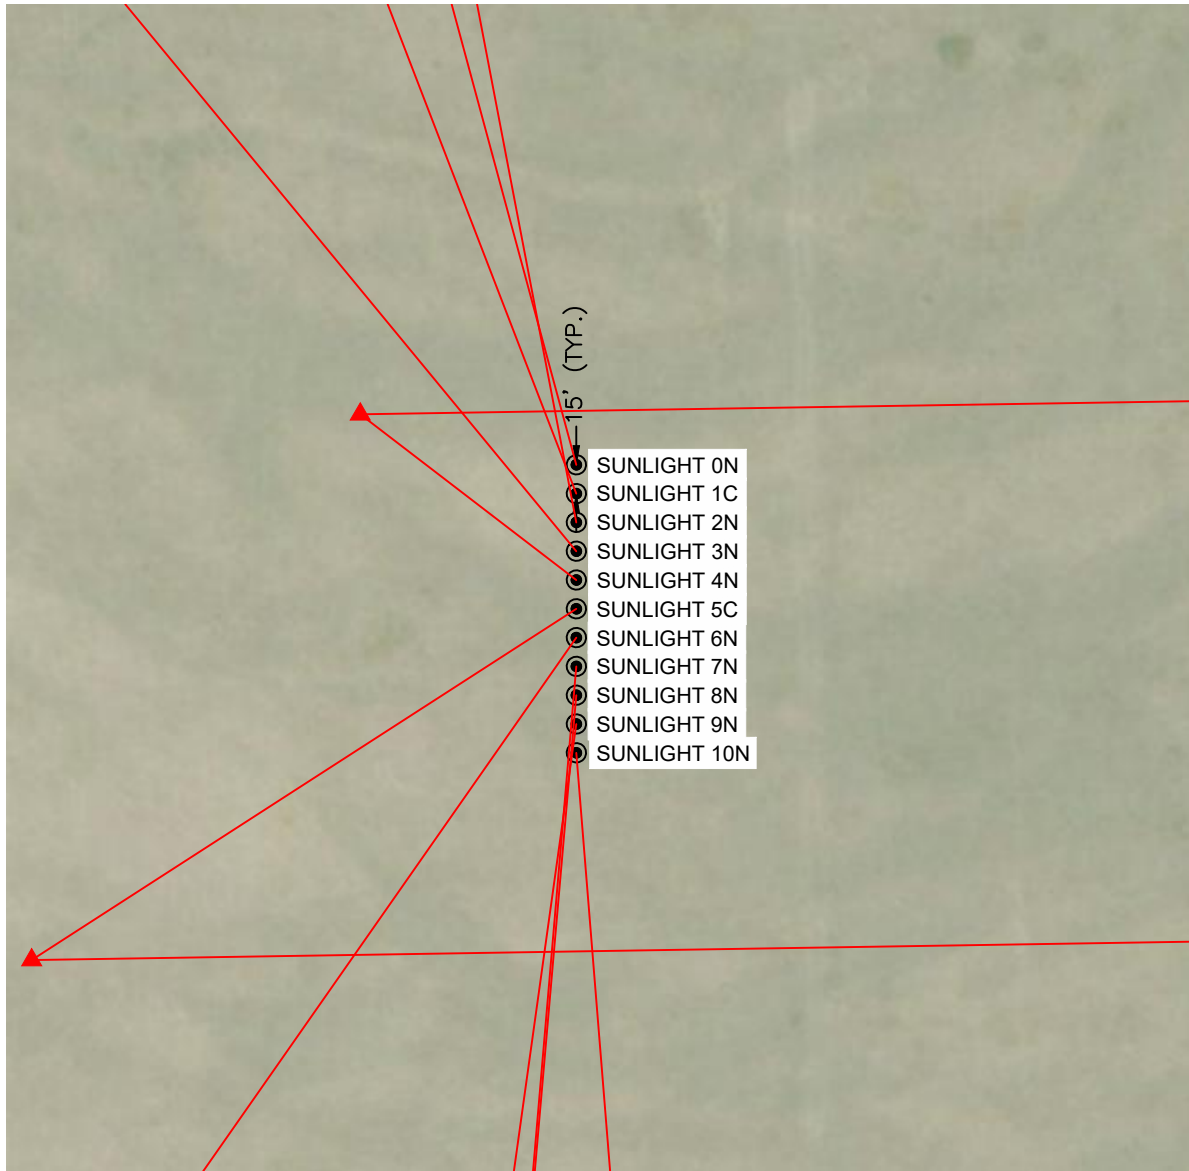 15' (TYP.)
SUNLIGHT 0N
SUNLIGHT 1C
SUNLIGHT 2N
SUNLIGHT 3N
SUNLIGHT 4N
SUNLIGHT 5C
SUNLIGHT 6N
SUNLIGHT 7N
SUNLIGHT 8N
SUNLIGHT 9N
SUNLIGHT 10N